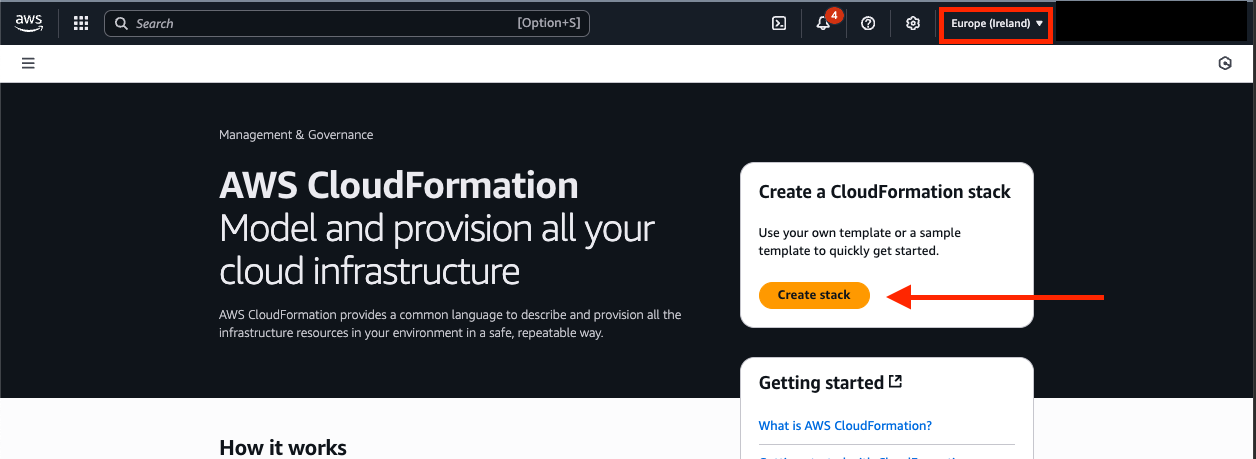 aws
Search
[Option+S]
4
Europe (Ireland)
Management & Governance
AWS CloudFormation
Model and provision all your
cloud infrastructure
AWS CloudFormation provides a common language to describe and provision all the
infrastructure resources in your environment in a safe, repeatable way.
Create a CloudFormation stack
Use your own template or a sample
template to quickly get started.
Create stack
Getting started
What is AWS CloudFormation?
How it works